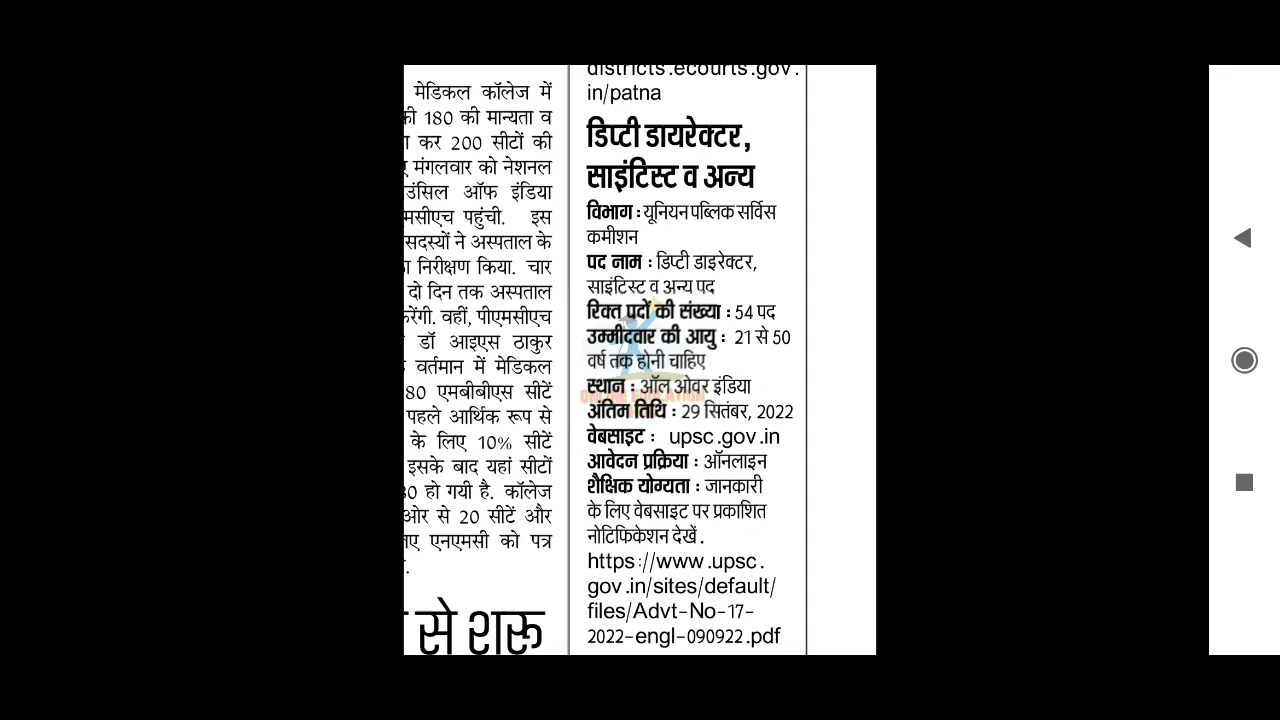 मेडिकल कॉलेज में
की 180 की मान्यता व
कर 200 सीटों की
मंगलवार को नेशनल
उंसिल ऑफ इंडिया
मसीएच पहुंची. इस
सदस्यों ने अस्पताल के
निरीक्षण किया. चार
दो दिन तक अस्पताल
करेंगी. वहीं, पीएमसीएच
डॉ आइएस ठाकुर
वर्तमान में मेडिकल
80 एमबीबीएस सीटें
पहले आर्थिक रूप से
के लिए 10% सीटें
इसके बाद यहां सीटों
80 हो गयी है. कॉलेज
ओर से 20 सीटें और
एनएमसी को पत्र
से शुरू
districts.ecourts.gov.
in/patna
डिप्टी डायरेक्टर,
साइंटिस्ट व अन्य
विभाग : यूनियन पब्लिक सर्विस
कमीशन
पद नाम : डिप्टी डाइरेक्टर,
साइंटिस्ट व अन्य पद
रिक्त पदों की संख्या : 54 पद
उम्मीदवार की आयु : 21 से 50
वर्ष तक होनी चाहिए
स्थान : ऑल ओवर इंडिया
अंतिम तिथि : 29 सितंबर, 2022
वेबसाइट : upsc.gov.in
आवेदन प्रक्रिया : ऑनलाइन
शैक्षिक योग्यता : जानकारी
के लिए वेबसाइट पर प्रकाशित
नोटिफिकेशन देखें.
https://www.upsc.
gov.in/sites/default/
files/Advt-No-17-
2022-engl-090922.pdf